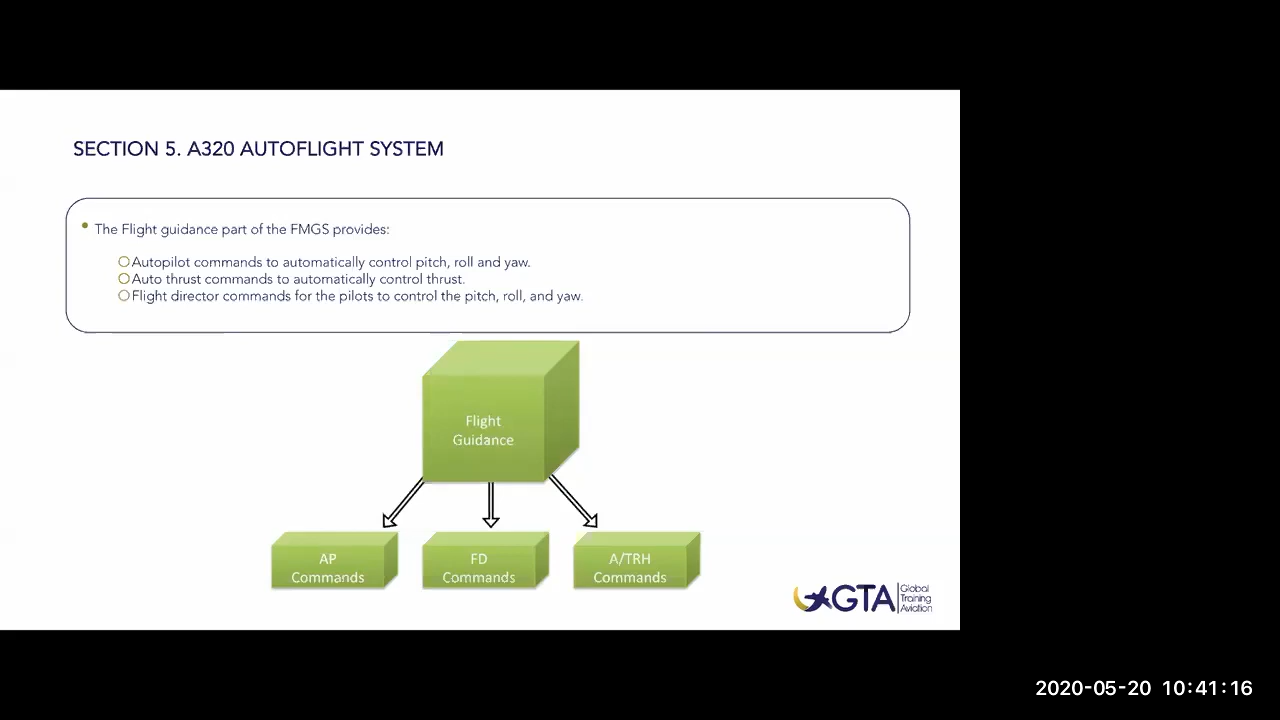 SECTION 5. A320 AUTOFLIGHT SYSTEM
• The Flight guidance part of the FMGS provides:
Autopilot commands to automatically control pitch, roll and yaw.
Auto thrust commands to automatically control thrust.
Flight director commands for the pilots to control the pitch, roll, and yaw.
Flight
Guidance
AP
Commands
FD
Commands
A/TRH
Commands
GTA
Global
Training
Aviation
2020-05-20 10:41:16